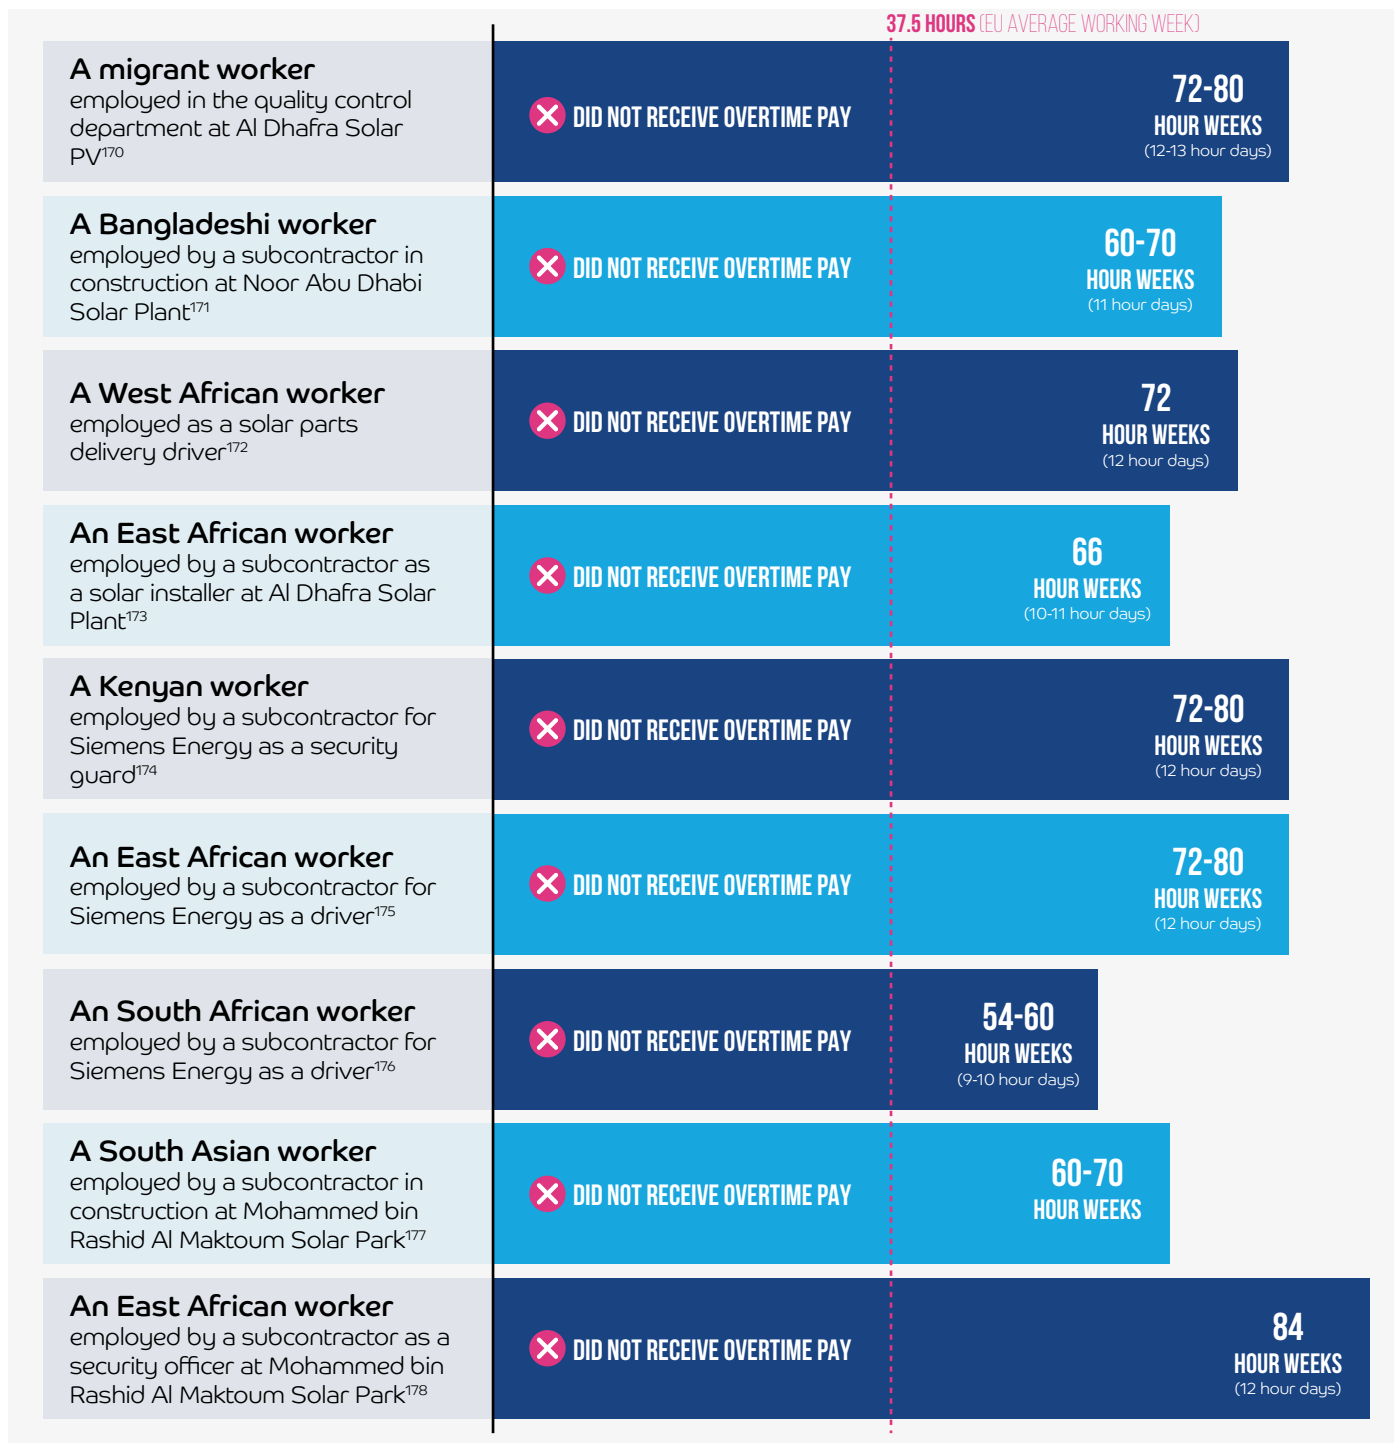 37.5 HOURS (EU AVERAGE WORKING WEEK)
A migrant worker
employed in the quality control
department at Al Dhafra Solar
PV170
DID NOT RECEIVE OVERTIME PAY
72-80
HOUR WEEKS
(12-13 hour days)
A Bangladeshi worker
employed by a subcontractor in
construction at Noor Abu Dhabi
Solar Plant171
DID NOT RECEIVE OVERTIME PAY
60-70
HOUR WEEKS
(11 hour days)
A West African worker
employed as a solar parts
delivery driver172
DID NOT RECEIVE OVERTIME PAY
72
HOUR WEEKS
(12 hour days)
An East African worker
employed by a subcontractor as
a solar installer at Al Dhafra Solar
Plant173
DID NOT RECEIVE OVERTIME PAY
66
HOUR WEEKS
(10-11 hour days)
A Kenyan worker
employed by a subcontractor for
Siemens Energy as a security
guard174
DID NOT RECEIVE OVERTIME PAY
72-80
HOUR WEEKS
(12 hour days)
An East African worker
employed by a subcontractor for
Siemens Energy as a driver175
DID NOT RECEIVE OVERTIME PAY
72-80
HOUR WEEKS
(12 hour days)
An South African worker
employed by a subcontractor for
Siemens Energy as a driver176
DID NOT RECEIVE OVERTIME PAY
54-60
HOUR WEEKS
(9-10 hour days)
A South Asian worker
employed by a subcontractor in
construction at Mohammed bin
Rashid Al Maktoum Solar Park177
DID NOT RECEIVE OVERTIME PAY
60-70
HOUR WEEKS
An East African worker
employed by a subcontractor as a
security officer at Mohammed bin
Rashid Al Maktoum Solar Park178
DID NOT RECEIVE OVERTIME PAY
84
HOUR WEEKS
(12 hour days)